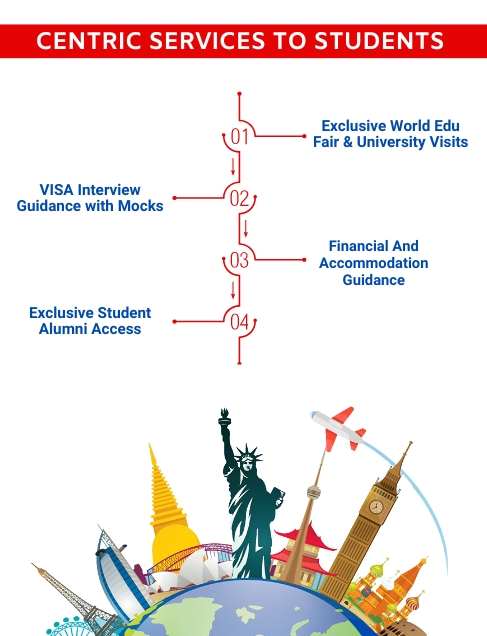 CENTRIC SERVICES TO STUDENTS
01
Exclusive World Edu
Fair & University Visits
VISA Interview
Guidance with Mocks
02
03
Financial And
Accommodation
Guidance
Exclusive Student
Alumni Access
04